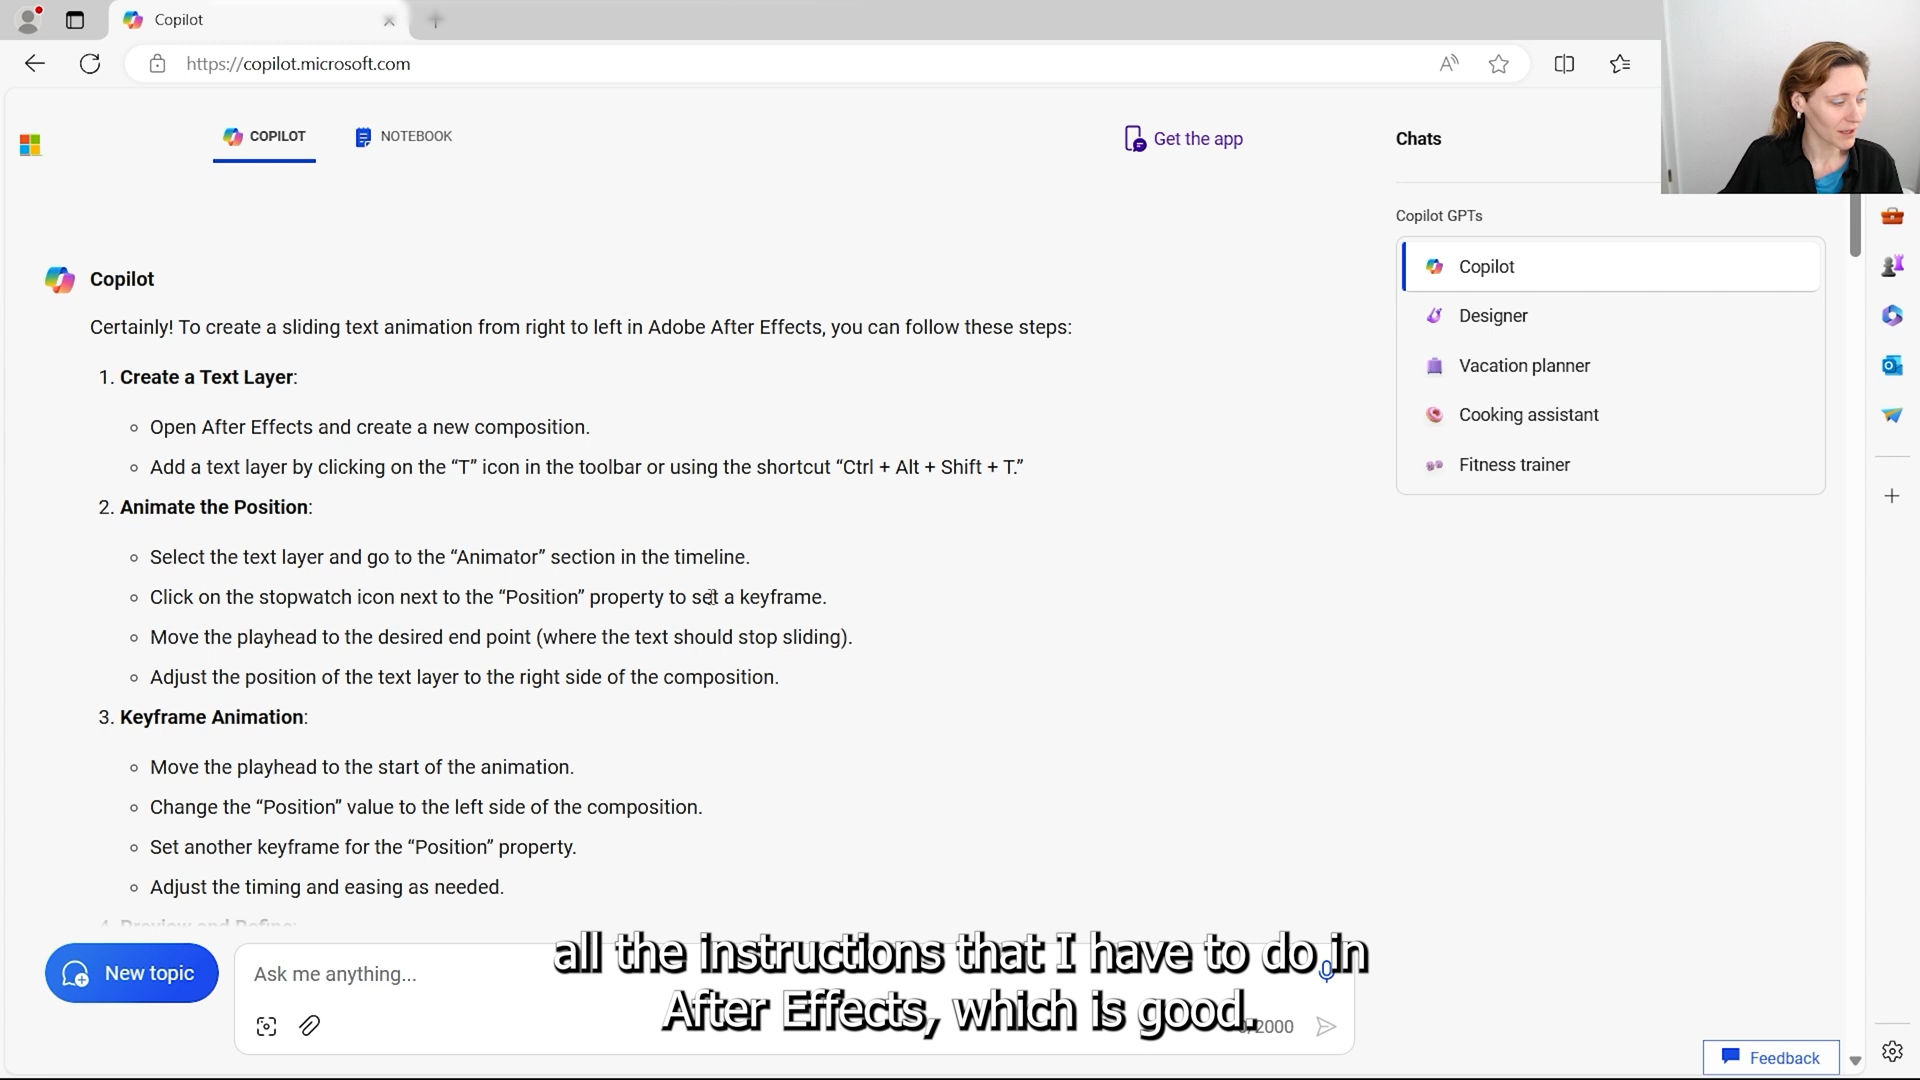 Copilot
https://copilot.microsoft.com
COPILOT
NOTEBOOK
Get the app
Chats
Copilot GPTs
Copilot
Designer
Vacation planner
Cooking assistant
Fitness trainer
Copilot
Certainly! To create a sliding text animation from right to left in Adobe After Effects, you can follow these steps:
1. Create a Text Layer:
Open After Effects and create a new composition.
Add a text layer by clicking on the “T” icon in the toolbar or using the shortcut “Ctrl + Alt + Shift + T.”
2. Animate the Position:
Select the text layer and go to the “Animator” section in the timeline.
Click on the stopwatch icon next to the “Position” property to set a keyframe.
Move the playhead to the desired end point (where the text should stop sliding).
Adjust the position of the text layer to the right side of the composition.
3. Keyframe Animation:
Move the playhead to the start of the animation.
Change the “Position” value to the left side of the composition.
Set another keyframe for the “Position” property.
Adjust the timing and easing as needed.
4. Preview and Refine:
New topic
Ask me anything...
all the instructions that I have to do in
After Effects, which is good.
/2000
Feedback